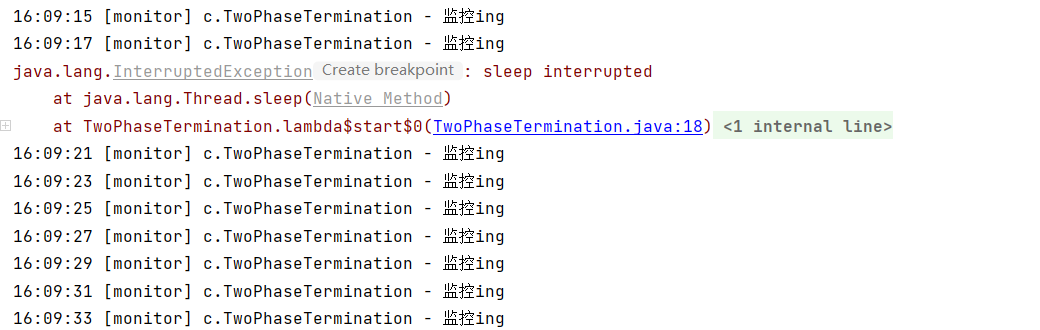 16:09:15 [monitor] c.TwoPhaseTermination - 监控ing
16:09:17 [monitor] c.TwoPhaseTermination - 监控ing
java.lang.InterruptedException Create breakpoint : sleep interrupted
at java.lang.Thread.sleep(Native Method)
at TwoPhaseTermination.lambda$start$0(TwoPhaseTermination.java:18) <1 internal line>
16:09:21 [monitor] c.TwoPhaseTermination - 监控ing
16:09:23 [monitor] c.TwoPhaseTermination - 监控ing
16:09:25 [monitor] c.TwoPhaseTermination - 监控ing
16:09:27 [monitor] c.TwoPhaseTermination - 监控ing
16:09:29 [monitor] c.TwoPhaseTermination - 监控ing
16:09:31 [monitor] c.TwoPhaseTermination - 监控ing
16:09:33 [monitor] c.TwoPhaseTermination - 监控ing